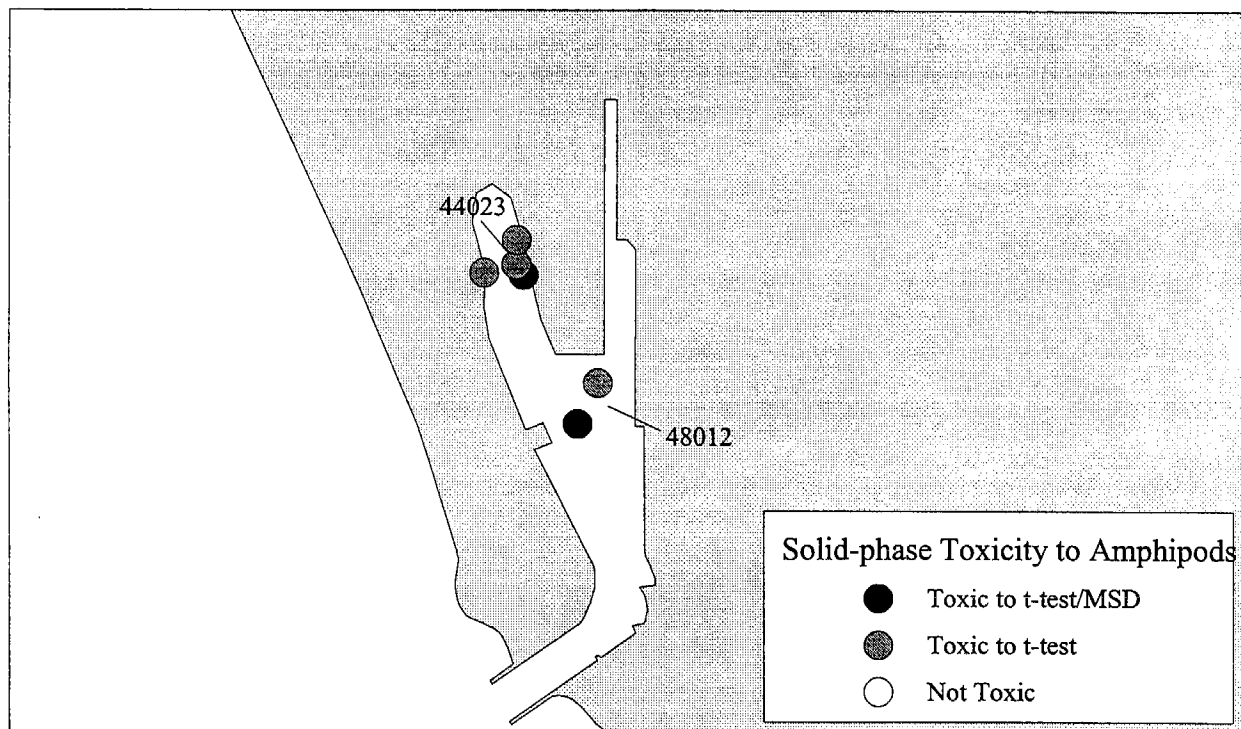 44023
48012
Solid-phase Toxicity to Amphipods
Toxic to t-test/MSD
Toxic to t-test
Not Toxic